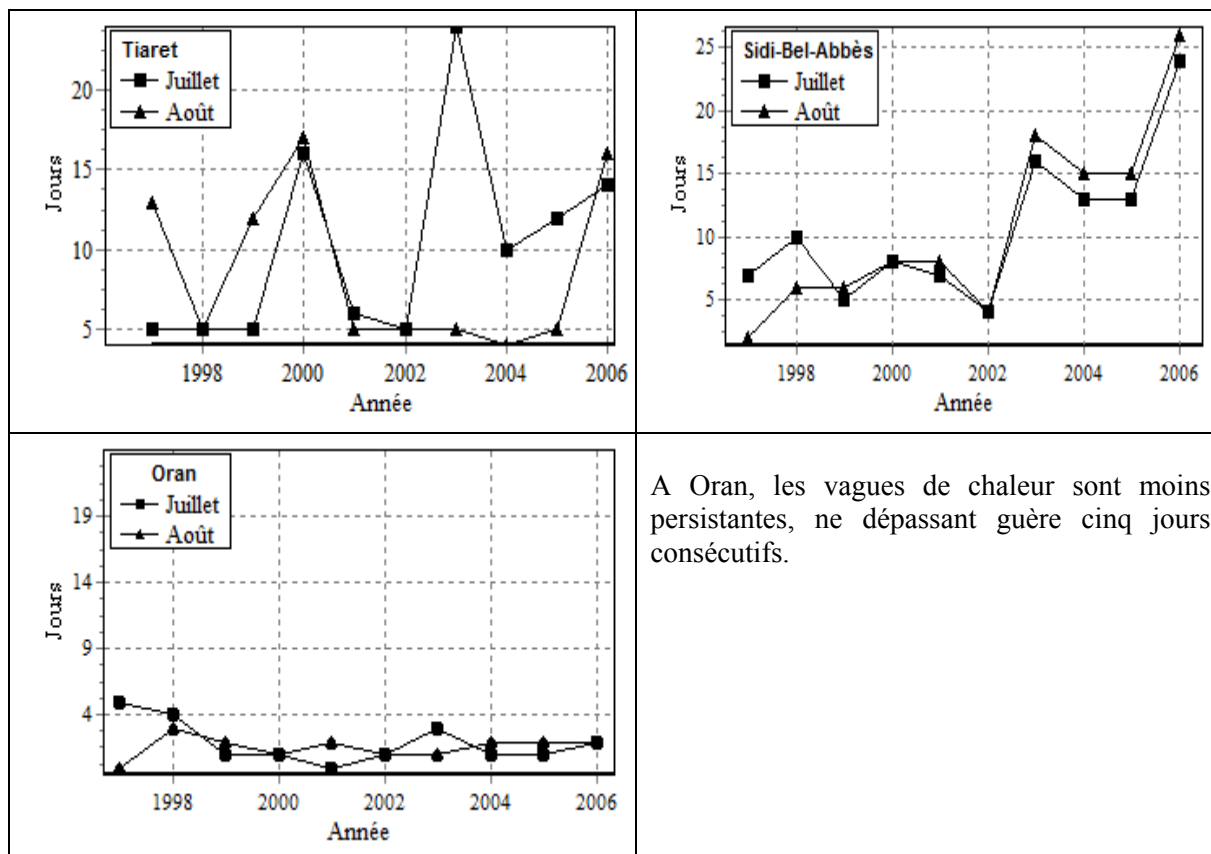 Tiaret
Juillet
Août
Jours
20
15
10
5
1998 2000 2002 2004 2006
Année
Sidi-Bel-Abbès
Juillet
Août
Jours
25
20
15
10
5
1998 2000 2002 2004 2006
Année
Oran
Juillet
Août
Jours
19
14
9
4
1998 2000 2002 2004 2006
Année
A Oran, les vagues de chaleur sont moins
persistantes, ne dépassant guère cinq jours
consécutifs.